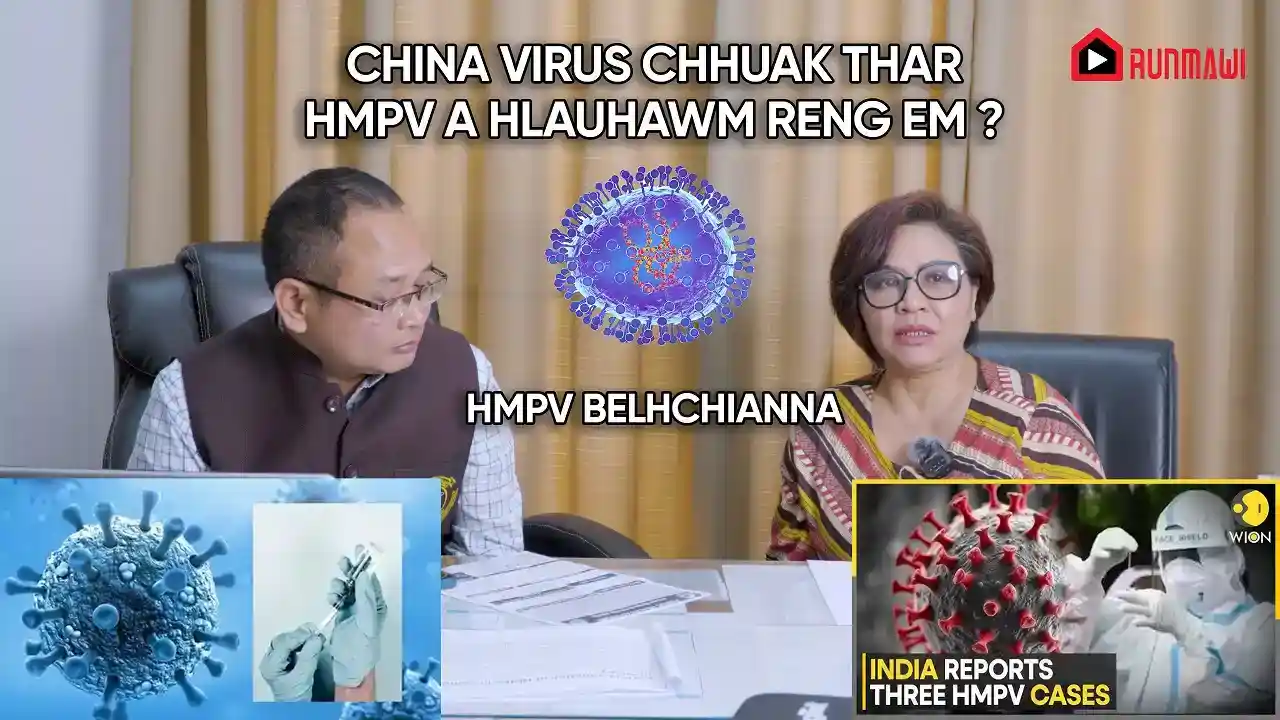 CHINA VIRUS CHHUAK THAR
HMPV A HLAUHAWM RENG EM ?
RUNMAWI
HMPV BELHCHIANNA
WION
FACE SHIELD
INDIA REPORTS
THREE HMPV CASES